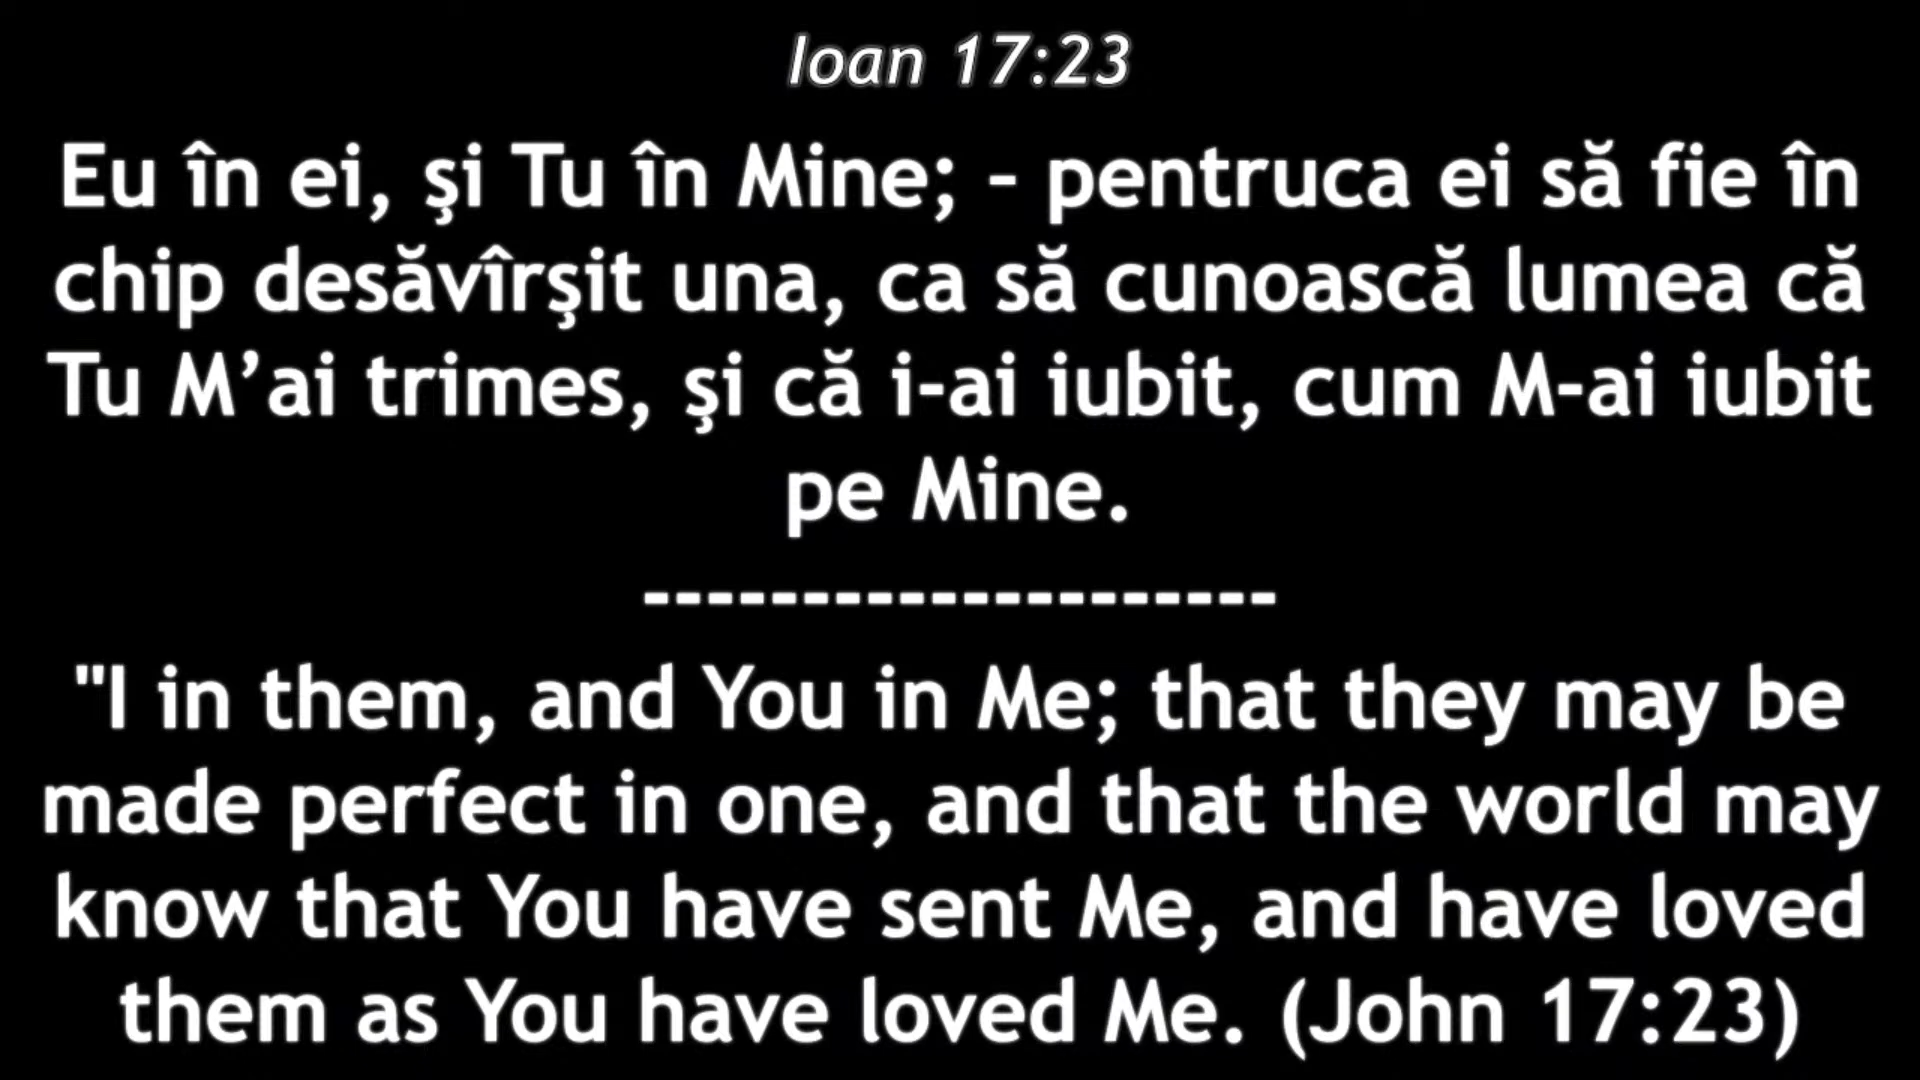 Ioan 17:23
Eu în ei, şi Tu în Mine; - pentruca ei să fie în
chip desăvîrşit una, ca să cunoască lumea că
Tu M’ai trimes, şi că i-ai iubit, cum M-ai iubit
pe Mine.
--------------------
"I in them, and You in Me; that they may be
made perfect in one, and that the world may
know that You have sent Me, and have loved
them as You have loved Me. (John 17:23)